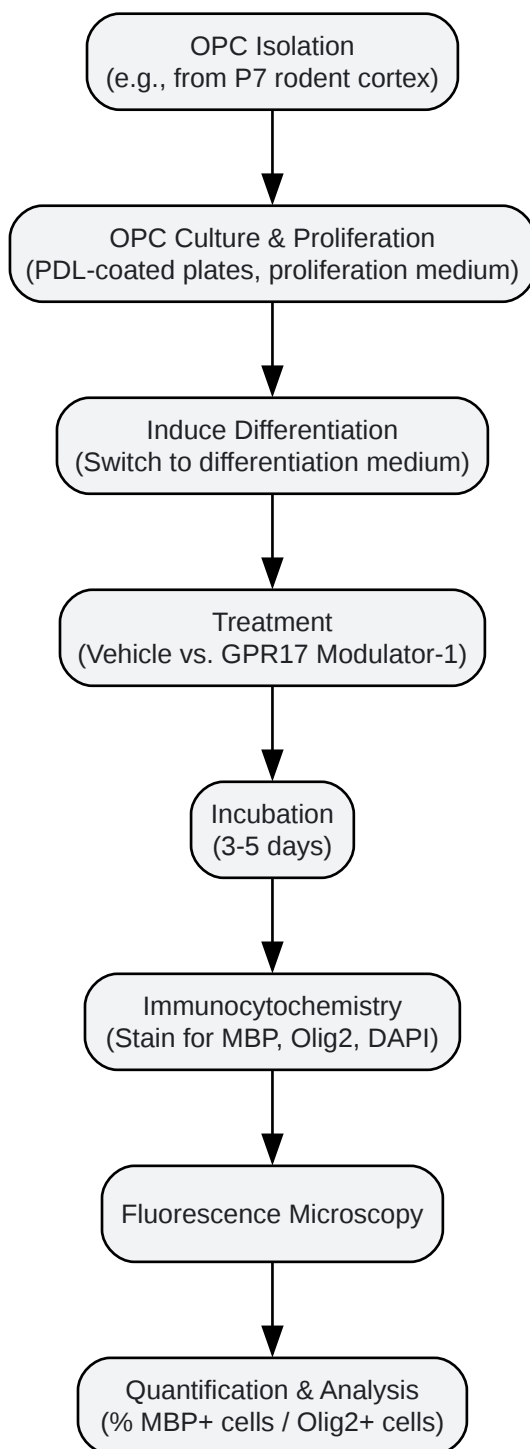 OPC Isolation
(e.g., from P7 rodent cortex)
OPC Culture & Proliferation
(PDL-coated plates, proliferation medium)
Induce Differentiation
(Switch to differentiation medium)
Treatment
(Vehicle vs. GPR17 Modulator-1)
Incubation
(3-5 days)
Immunocytochemistry
(Stain for MBP, Olig2, DAPI)
Fluorescence Microscopy
Quantification & Analysis
(% MBP+ cells / Olig2+ cells)